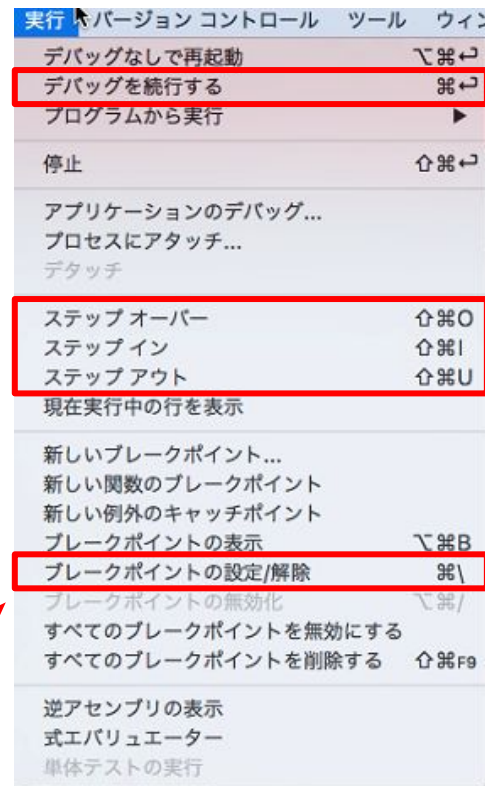 実行 バージョン コントロール ツール ウィン
デバッグなしで再起動 ⌥⌘↩
デバッグを続行する ⌘↩
プログラムから実行 ▶
停止 ⇧⌘↩
アプリケーションのデバッグ...
プロセスにアタッチ...
デタッチ
ステップ オーバー ⇧⌘O
ステップ イン ⇧⌘I
ステップ アウト ⇧⌘U
現在実行中の行を表示
新しいブレークポイント...
新しい関数のブレークポイント
新しい例外のキャッチポイント
ブレークポイントの表示 ⌥⌘B
ブレークポイントの設定/解除 ⌘\
ブレークポイントの無効化 ⌥⌘/
すべてのブレークポイントを無効にする
すべてのブレークポイントを削除する ⇧⌘F9
逆アセンブリの表示
式エバリュエーター
単体テストの実行